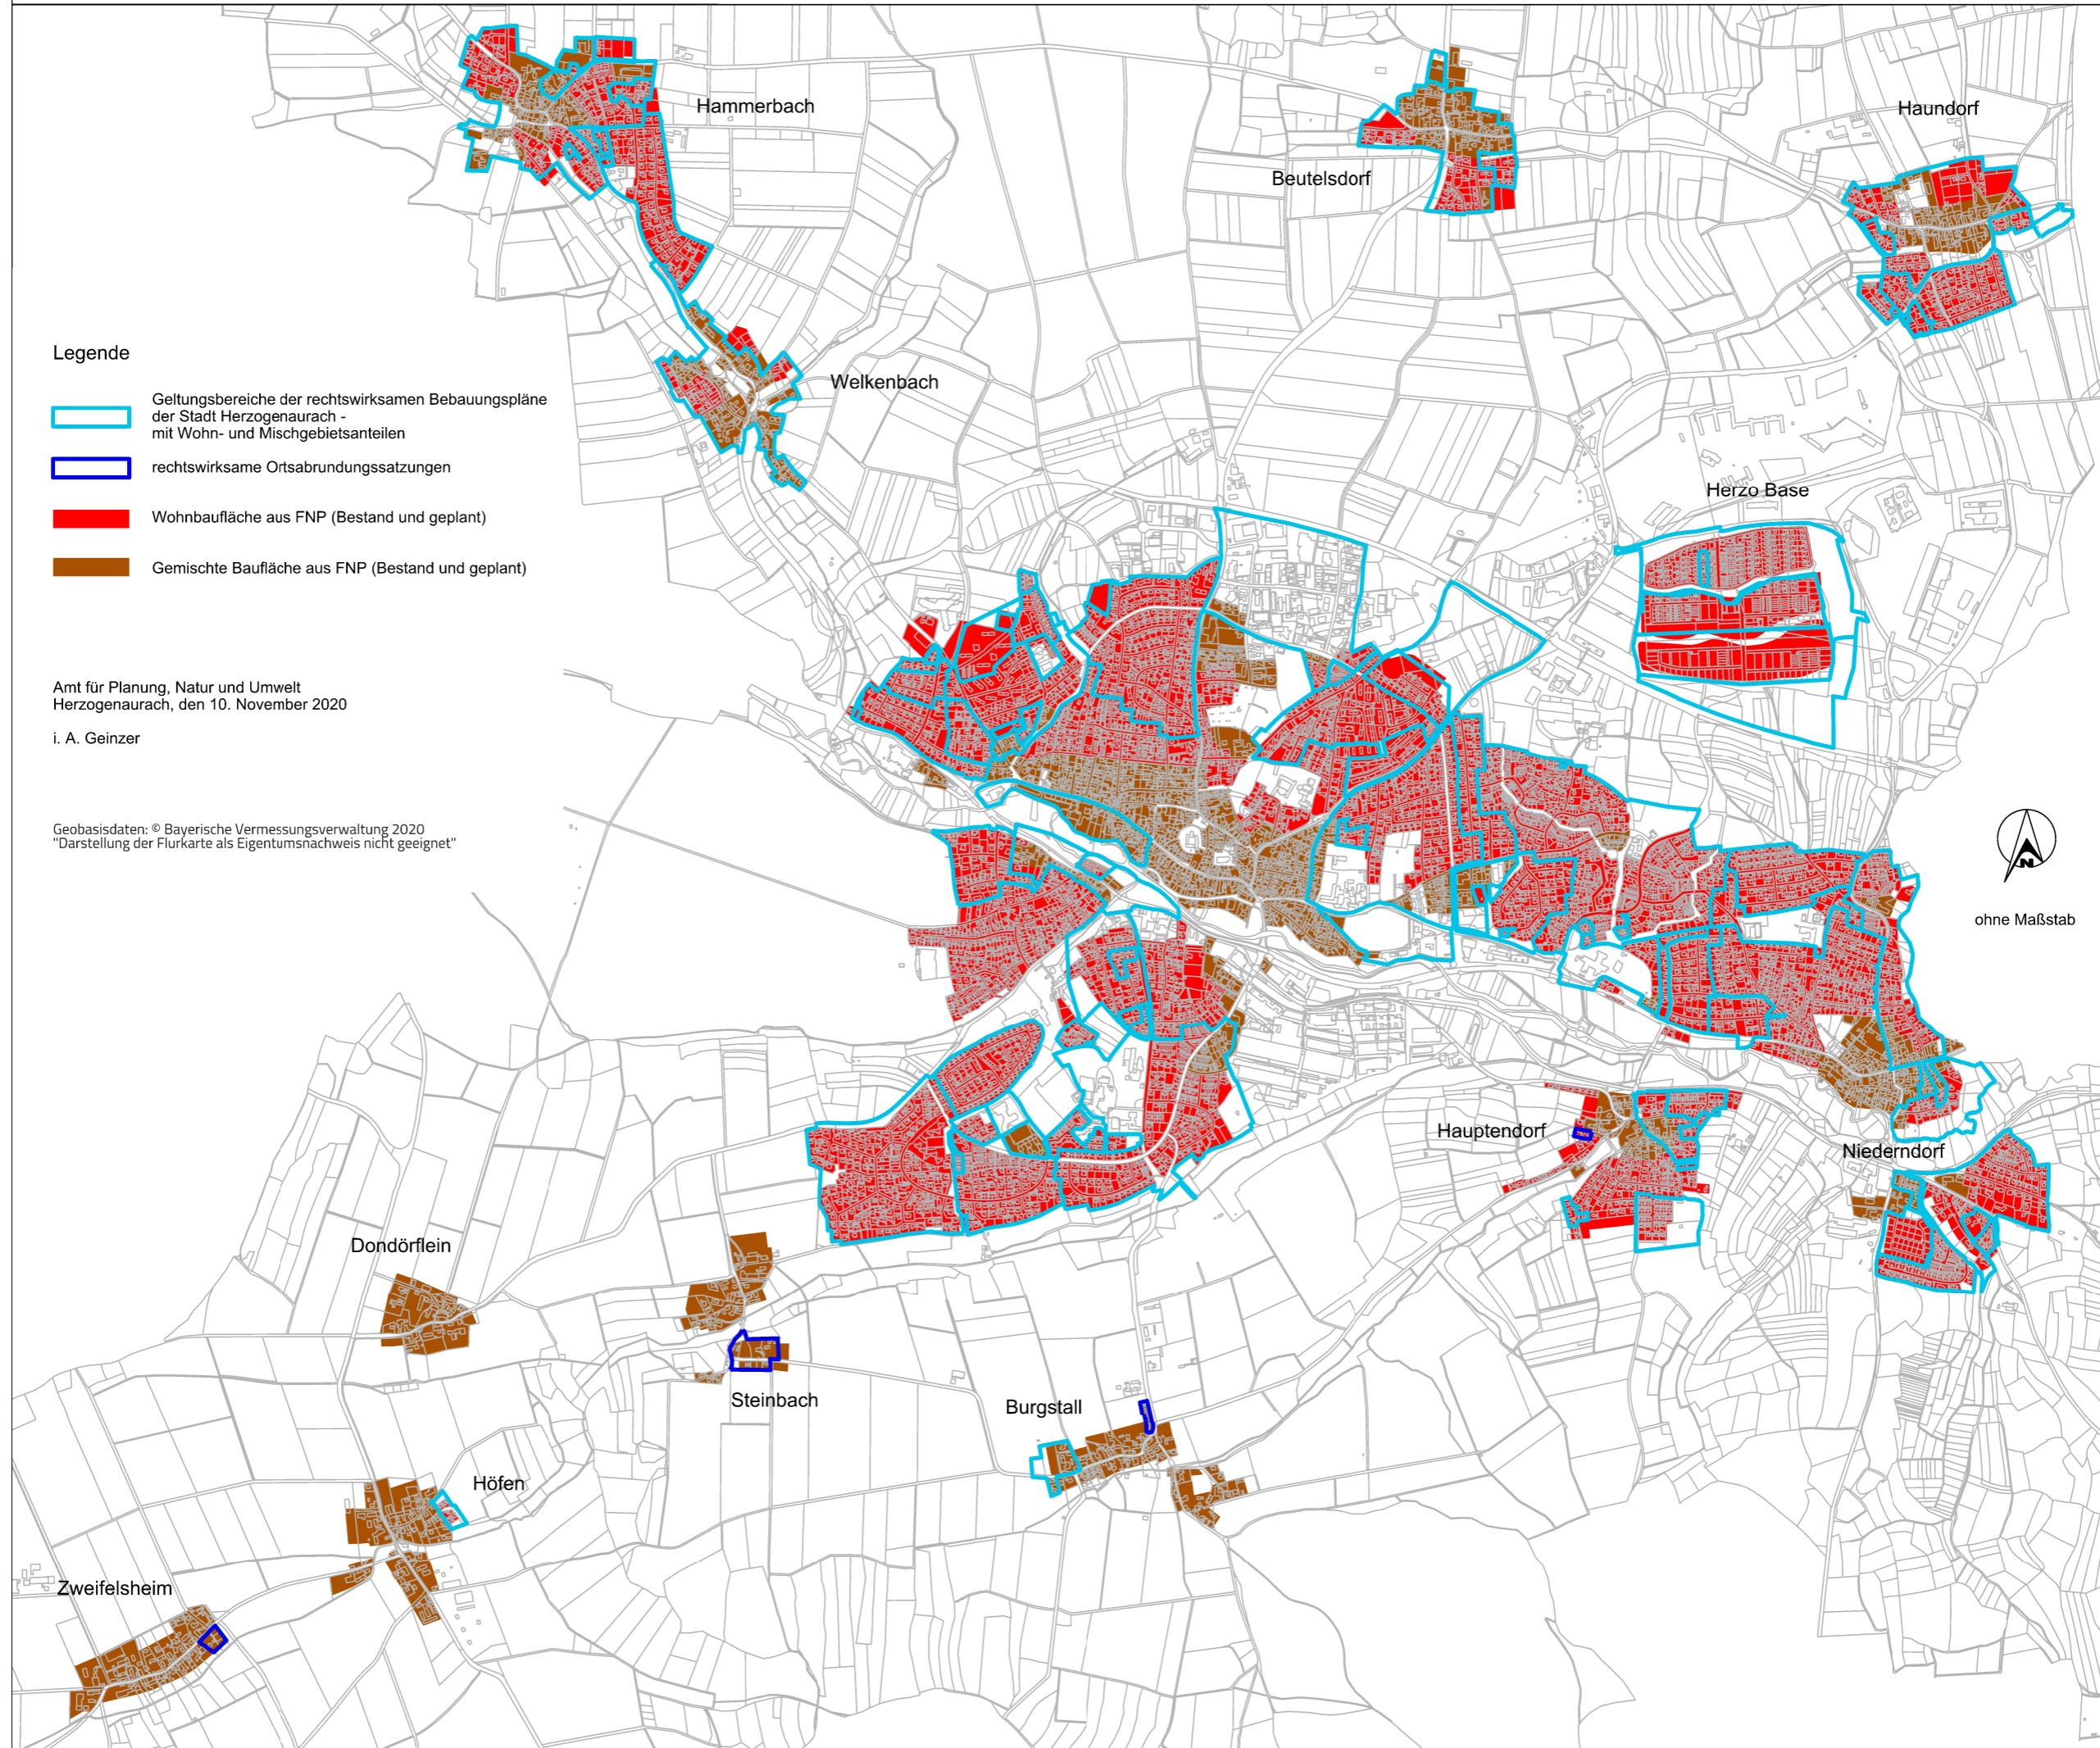 Hammerbach
Haundorf
Beutelsdorf
Legende
Welkenbach
Geltungsbereiche der rechtswirksamen Bebauungspläne
der Stadt Herzogenaurach -
mit Wohn- und Mischgebietsanteilen
rechtswirksame Ortsabrundungssatzungen
Herzo Base
Wohnbaufläche aus FNP (Bestand und geplant)
Gemischte Baufläche aus FNP (Bestand und geplant)
Amt für Planung, Natur und Umwelt
Herzogenaurach, den 10. November 2020
i. A. Geinzer
Geobasisdaten: © Bayerische Vermessungsverwaltung 2020
"Darstellung der Flurkarte als Eigentumsnachweis nicht geeignet"
N
ohne Maßstab
Hauptendorf
Niederndorf
Dondörflein
Steinbach
Burgstall
Höfen
Zweifelsheim